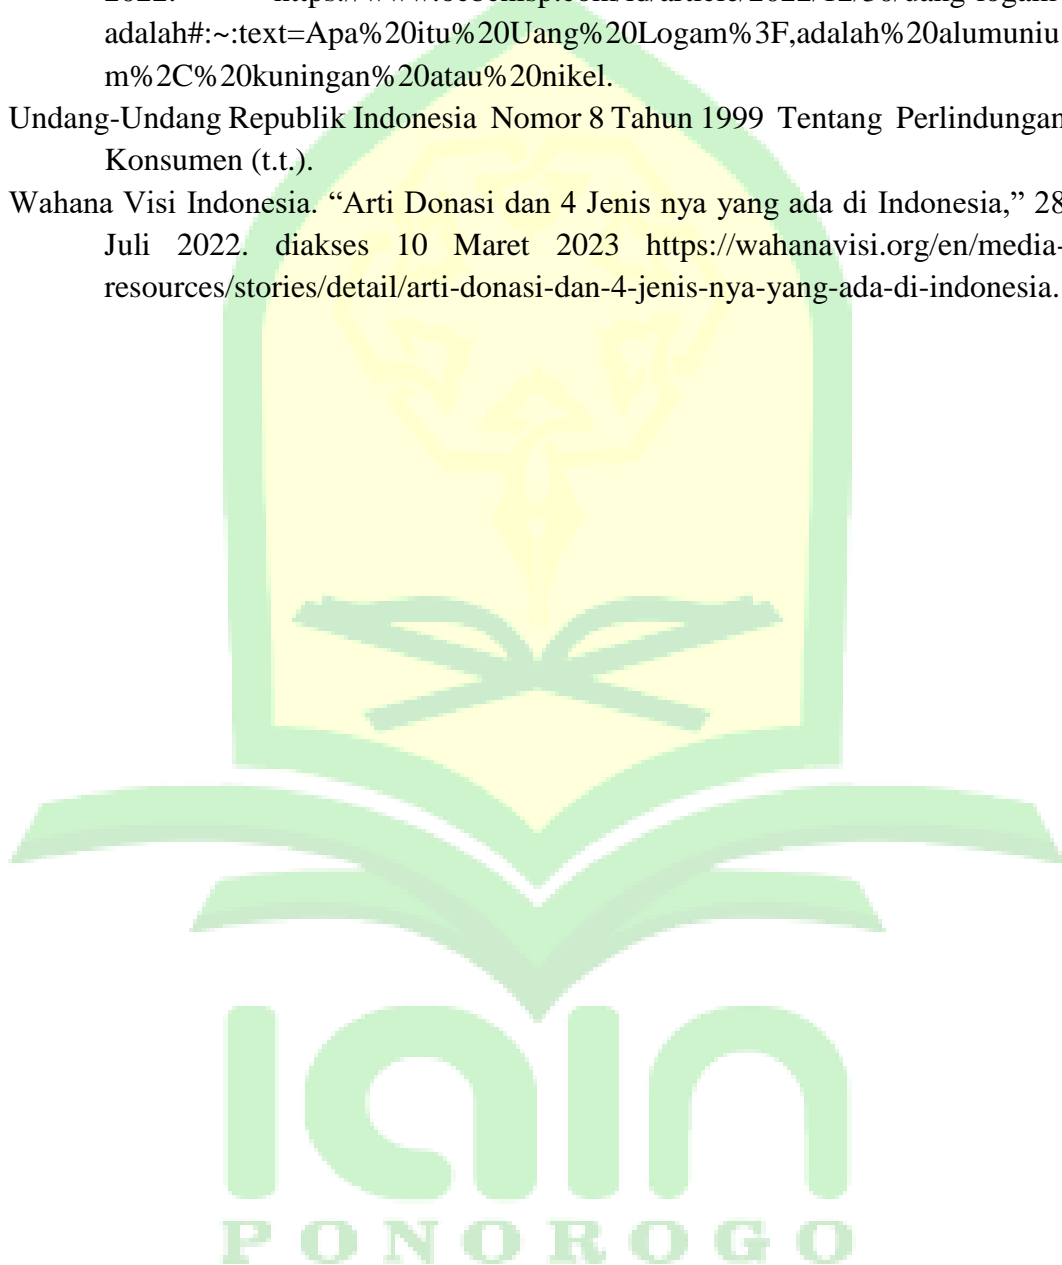 adalah#:~:text=Apa%20itu%20Uang%20Logam%3F,adalah%20alumuniu
m%2C%20kuningan%20atau%20nikel.
Undang-Undang Republik Indonesia Nomor 8 Tahun 1999 Tentang Perlindungan
Konsumen (t.t.).
Wahana Visi Indonesia. “Arti Donasi dan 4 Jenis nya yang ada di Indonesia,” 28
Juli 2022. diakses 10 Maret 2023 https://wahanavisi.org/en/media-
resources/stories/detail/arti-donasi-dan-4-jenis-nya-yang-ada-di-indonesia.
iain
PONOROGO